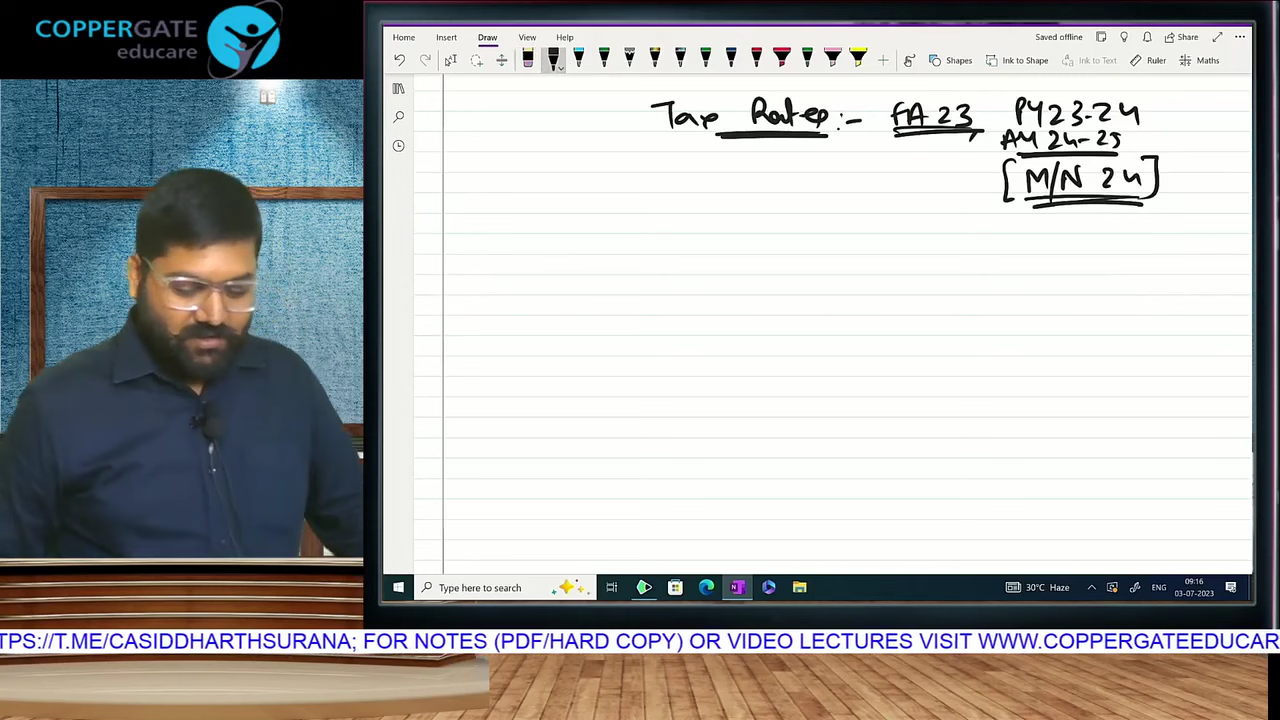 COPPERGATE
educare
Home Insert Draw View Help
Saved offline
Share
Shapes Ink to Shape Ink to Text Ruler Maths
Tax Rates :- FA 23 PY 23-24
AY 24-25
[M/N 24]
Type here to search
30°C Haze
ENG
09:16
03-07-2023
TPS://T.ME/CASIDDHARTHSURANA; FOR NOTES (PDF/HARD COPY) OR VIDEO LECTURES VISIT WWW.COPPERGATEEDUCAR